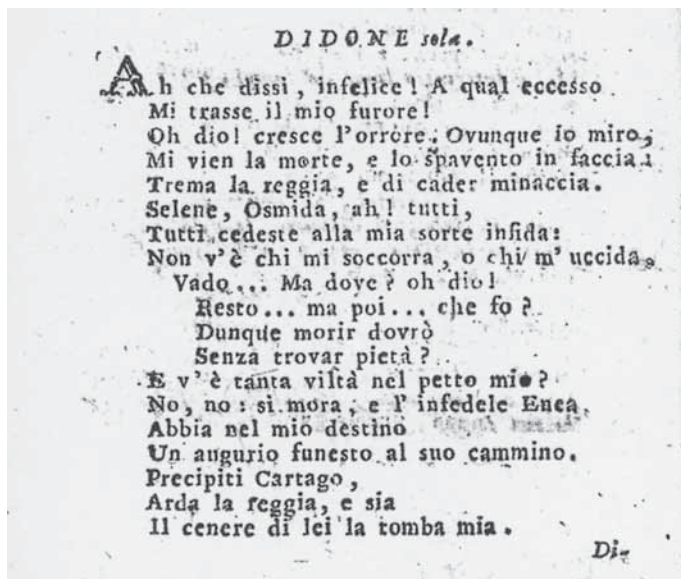 DIDONE sola.
Ah che dissi, infelice! A qual eccesso
Mi trasse il mio furore!
Oh dio! cresce l'orrore; Ovunque io miro,
Mi vien la morte, e lo spavento in faccia:
Trema la reggia, e di cader minaccia.
Selene, Osmida, ah! tutti,
Tutti cedeste alla mia sorte infida:
Non v'è chi mi soccorra, o chi m'uccida.
Vado... Ma dove? oh dio!
Resto... ma poi... che fo?
Dunque morir dovrò
Senza trovar pietà?
E v'è tanta viltà nel petto mio?
No, no: si mora; e l'infedele Enea
Abbia nel mio destino
Un augurio funesto al suo cammino.
Precipiti Cartago,
Arda la reggia, e sia
Il cenere di lei la tomba mia.
Di-